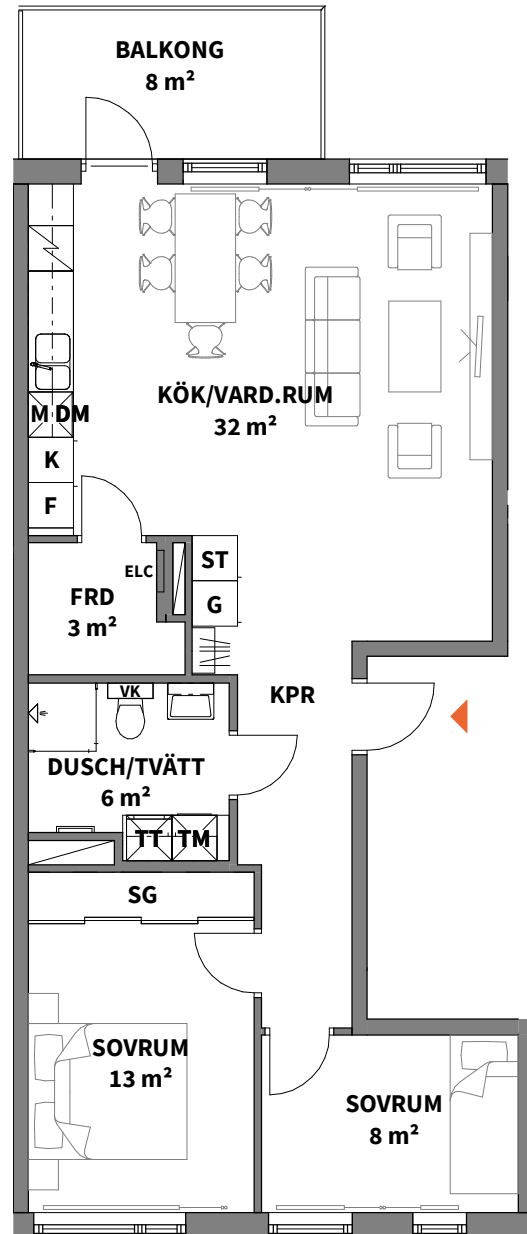 BALKONG
8 m²
KÖK/VARD.RUM
32 m²
M DM
K
F
ELC
ST
G
FRD
3 m²
VK
KPR
DUSCH/TVÄTT
6 m²
TT TM
SG
SOVRUM
13 m²
SOVRUM
8 m²